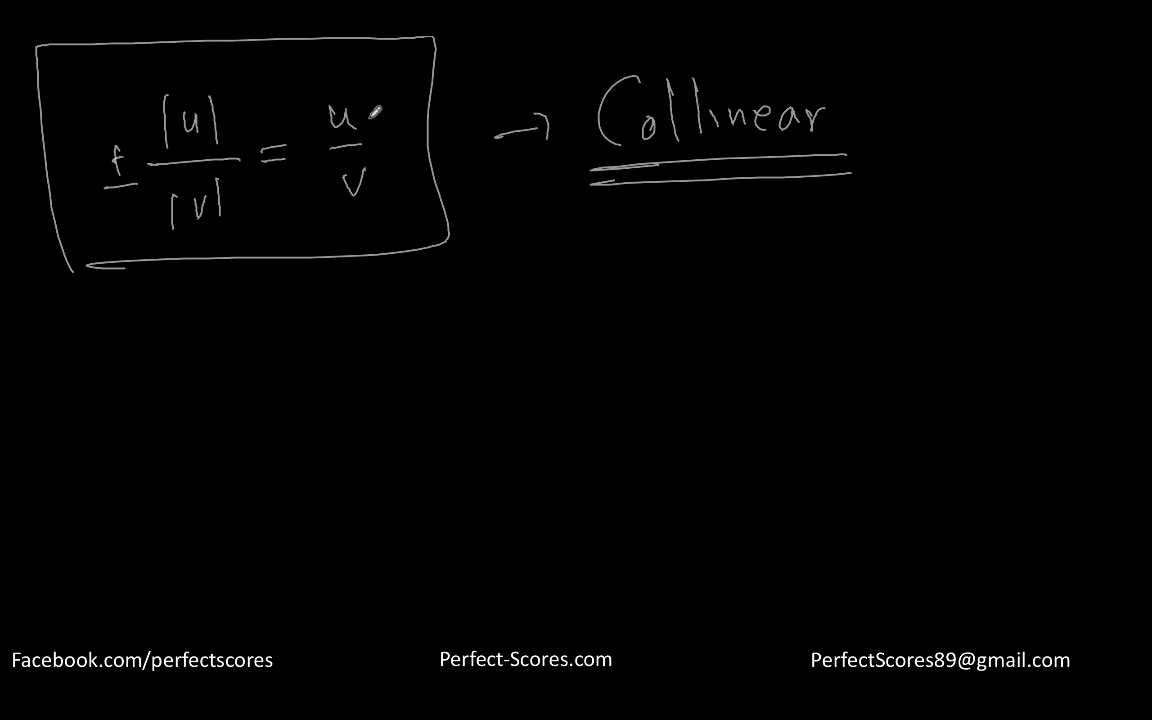 ± |u| / |v| = u / v → Collinear
Facebook.com/perfectscores
Perfect-Scores.com
PerfectScores89@gmail.com